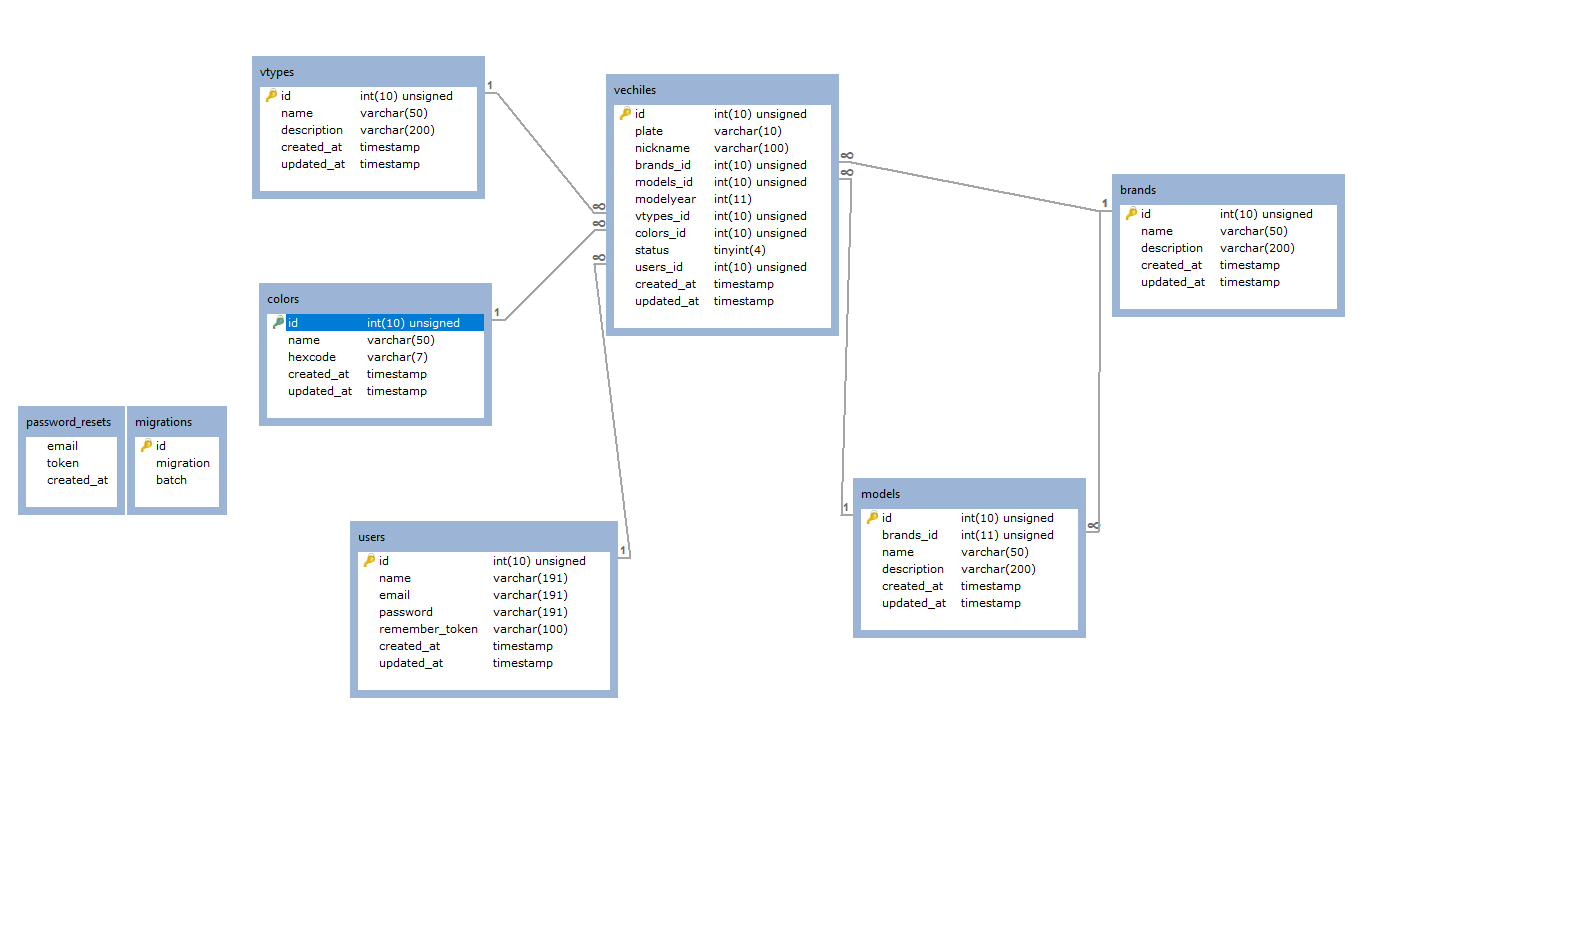 vtypes
1
id int(10) unsigned
name varchar(50)
description varchar(200)
created_at timestamp
updated_at timestamp
vechiles
id int(10) unsigned
plate varchar(10)
nickname varchar(100)
brands_id int(10) unsigned
models_id int(10) unsigned
modelyear int(11)
vtypes_id int(10) unsigned
colors_id int(10) unsigned
status tinyint(4)
users_id int(10) unsigned
created_at timestamp
updated_at timestamp
∞
∞
∞
∞
∞
brands
1
id int(10) unsigned
name varchar(50)
description varchar(200)
created_at timestamp
updated_at timestamp
colors
1
id int(10) unsigned
name varchar(50)
hexcode varchar(7)
created_at timestamp
updated_at timestamp
password_resets
email
token
created_at
migrations
id
migration
batch
models
1
∞
id int(10) unsigned
brands_id int(11) unsigned
name varchar(50)
description varchar(200)
created_at timestamp
updated_at timestamp
users
1
id int(10) unsigned
name varchar(191)
email varchar(191)
password varchar(191)
remember_token varchar(100)
created_at timestamp
updated_at timestamp